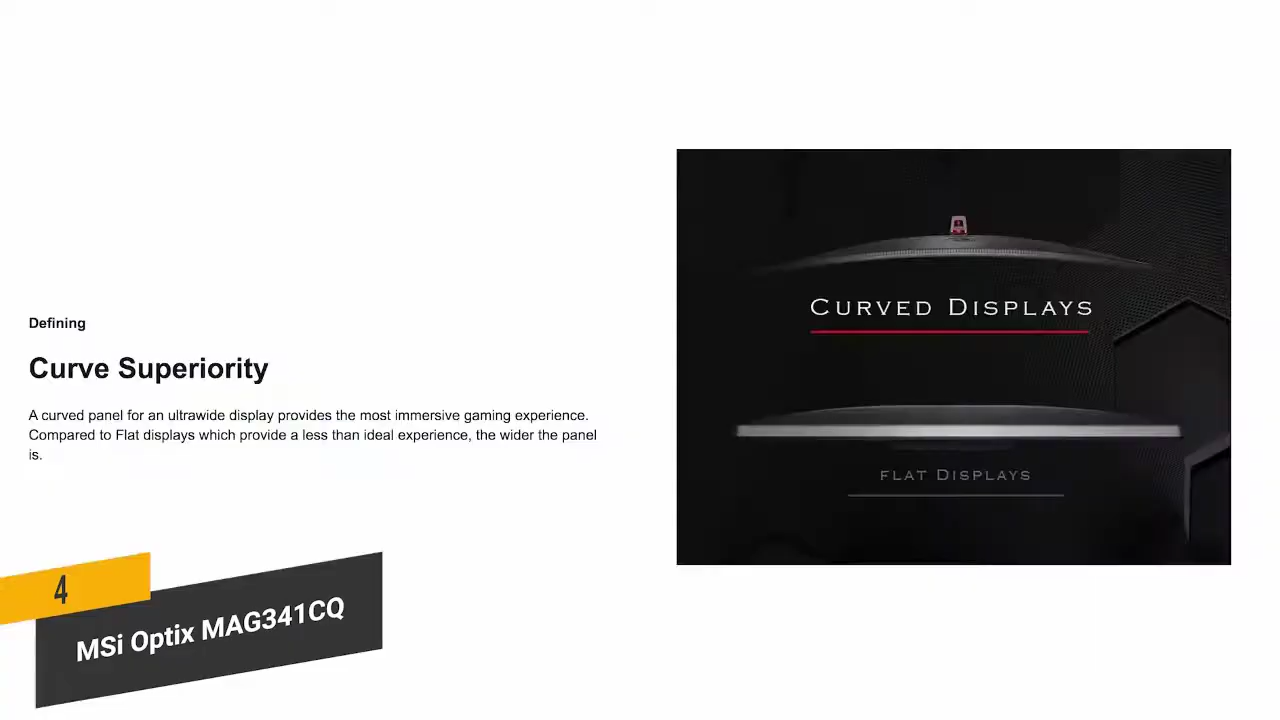 Defining
Curve Superiority
A curved panel for an ultrawide display provides the most immersive gaming experience.
Compared to Flat displays which provide a less than ideal experience, the wider the panel
is.
CURVED DISPLAYS
FLAT DISPLAYS
4
MSi Optix MAG341CQ